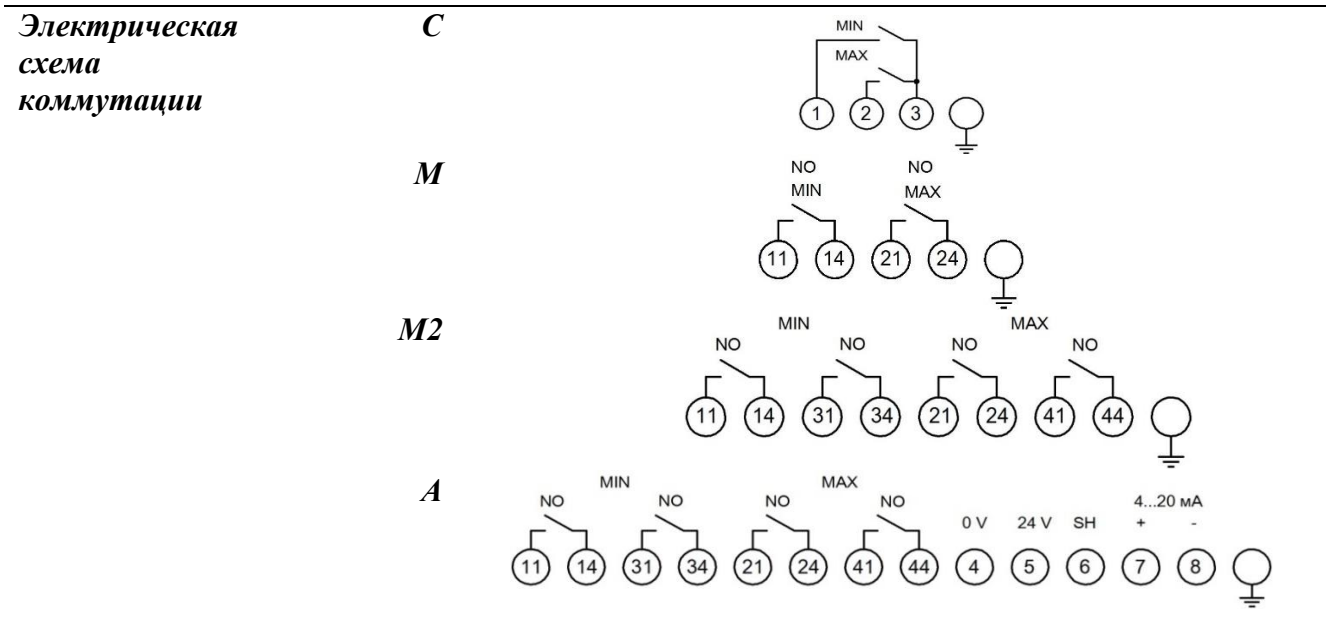 Электрическая
схема
коммутации
C
MIN
MAX
1 2 3
M
NO NO
MIN MAX
11 14 21 24
M2
MIN MAX
NO NO NO NO
11 14 31 34 21 24 41 44
A
MIN MAX
NO NO NO NO 4...20 мА
0 V 24 V SH + -
11 14 31 34 21 24 41 44 4 5 6 7 8